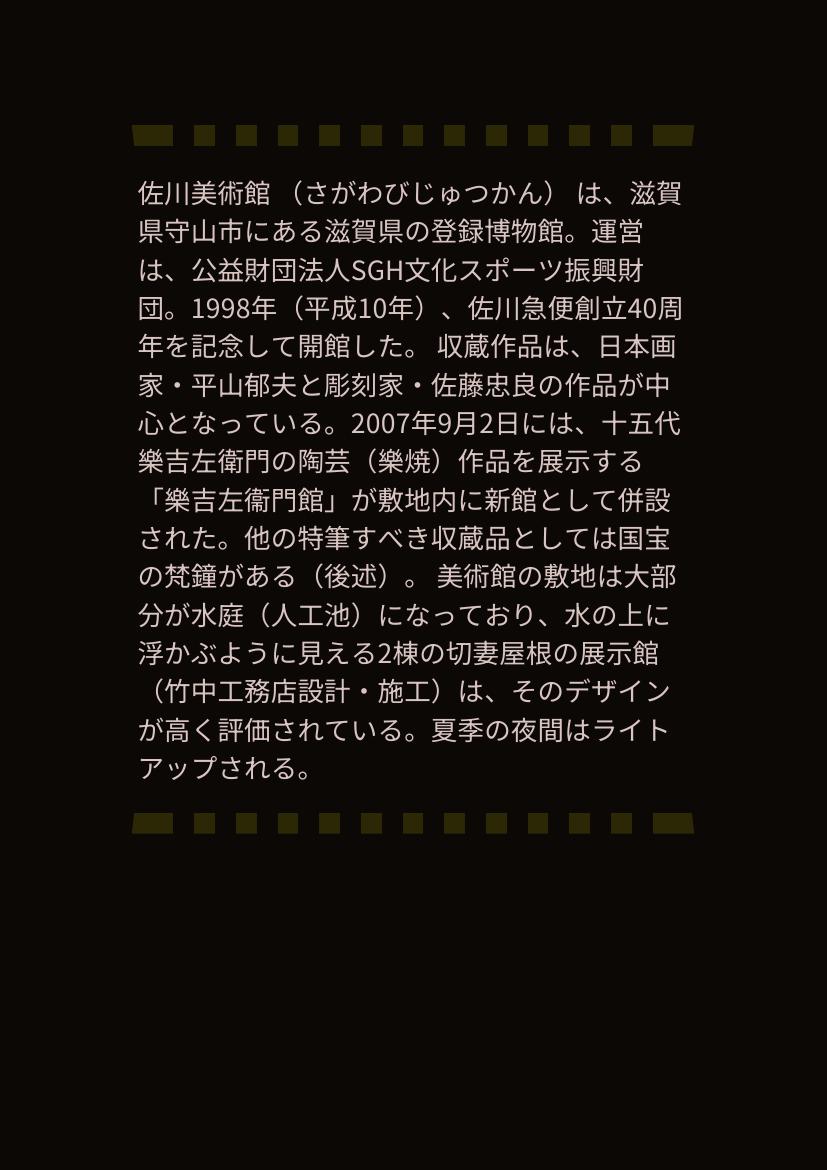 佐川美術館 （さがわびじゅつかん） は、滋賀
県守山市にある滋賀県の登録博物館。運営
は、公益財団法人SGH文化スポーツ振興財
団。1998年（平成10年）、佐川急便創立40周
年を記念して開館した。 収蔵作品は、日本画
家・平山郁夫と彫刻家・佐藤忠良の作品が中
心となっている。2007年9月2日には、十五代
樂吉左衛門の陶芸（樂焼）作品を展示する
「樂吉左衞門館」が敷地内に新館として併設
された。他の特筆すべき収蔵品としては国宝
の梵鐘がある（後述）。 美術館の敷地は大部
分が水庭（人工池）になっており、水の上に
浮かぶように見える2棟の切妻屋根の展示館
（竹中工務店設計・施工）は、そのデザイン
が高く評価されている。夏季の夜間はライト
アップされる。